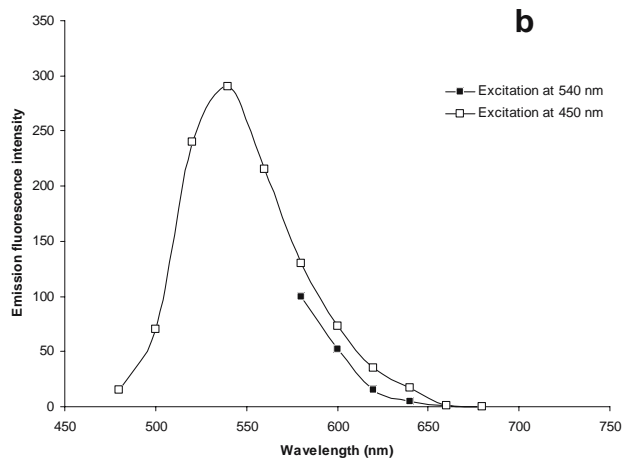 b
350
300
250
200
150
100
50
0
Emission fluorescence intensity
Excitation at 540 nm
Excitation at 450 nm
450 500 550 600 650 700 750
Wavelength (nm)